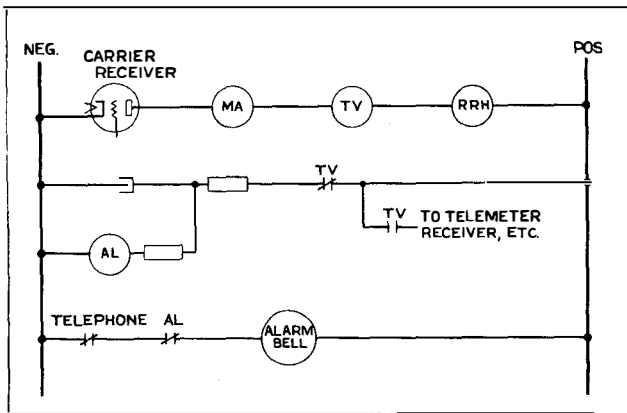 NEG.
POS
CARRIER
RECEIVER
MA
TV
RRH
TV
TV
TO TELEMETER
RECEIVER, ETC.
AL
TELEPHONE
AL
ALARM
BELL